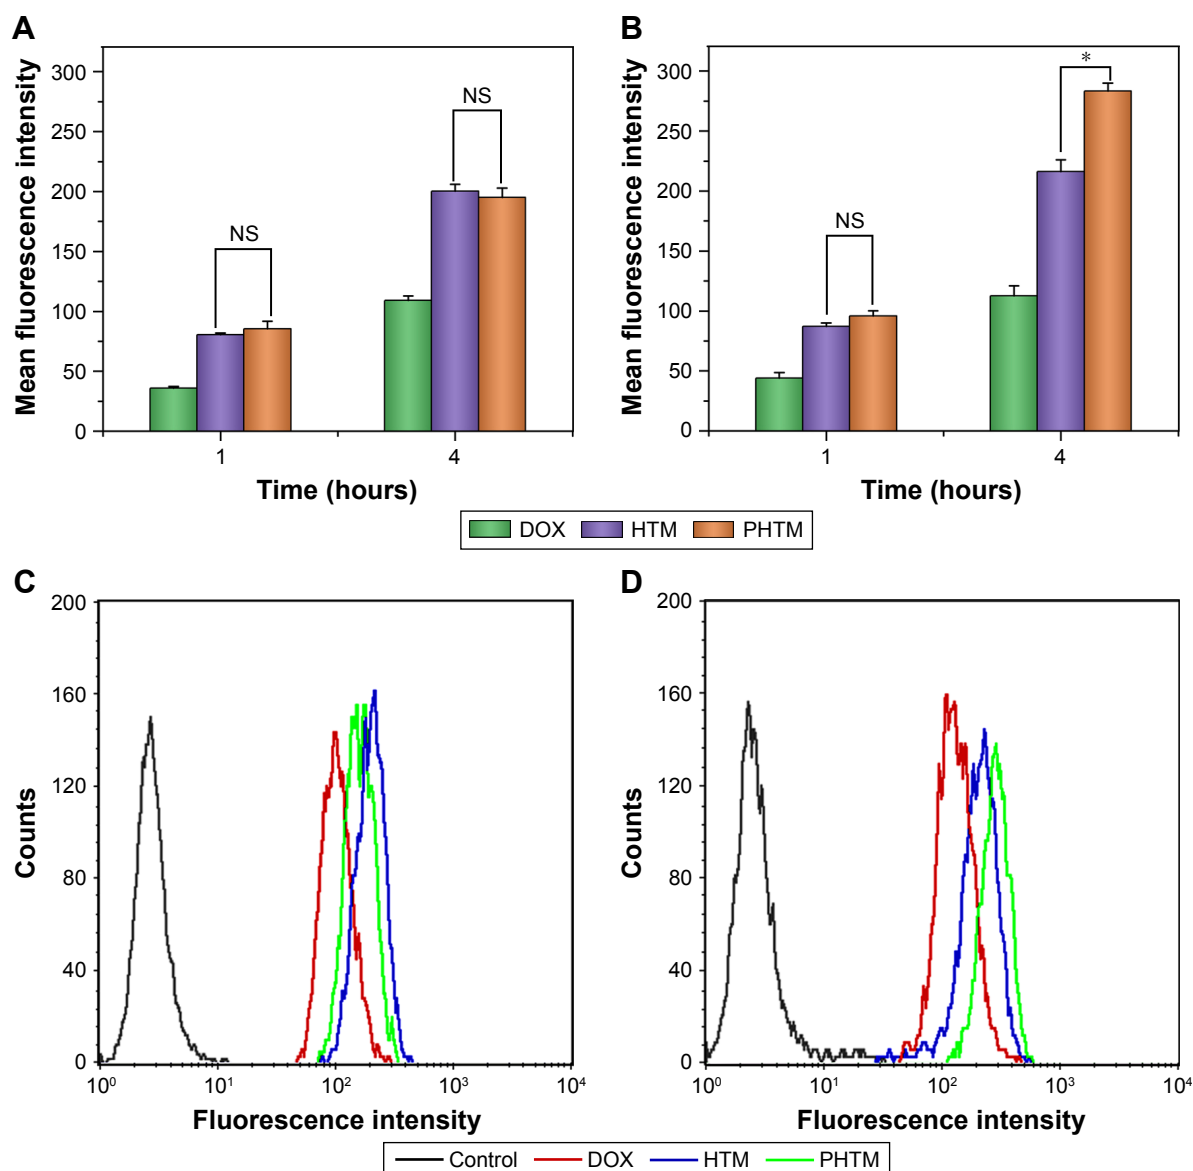 A
Mean fluorescence intensity
300
250
200
150
100
50
0
NS
NS
1
4
Time (hours)
B
Mean fluorescence intensity
300
250
200
150
100
50
0
NS
*
1
4
Time (hours)
DOX HTM PHTM
C
Counts
200
160
120
80
40
0
10⁰ 10¹ 10² 10³ 10⁴
Fluorescence intensity
D
Counts
200
160
120
80
40
0
10⁰ 10¹ 10² 10³ 10⁴
Fluorescence intensity
Control DOX HTM PHTM